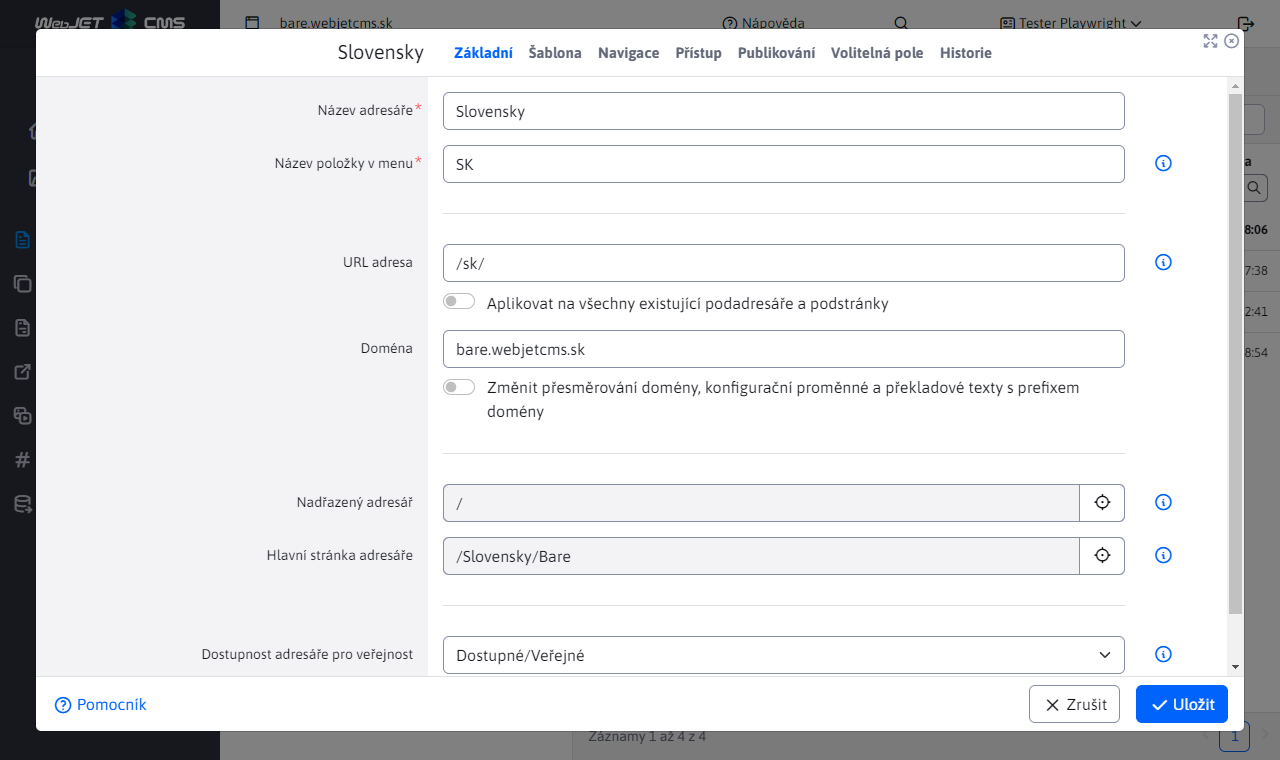 WebJET CMS
bare.webjetcms.sk
Nápověda
Tester Playwright
Slovensky
Základní
Šablona
Navigace
Přístup
Publikování
Volitelná pole
Historie
Název adresáře*
Slovensky
Název položky v menu*
SK
URL adresa
/sk/
Aplikovat na všechny existující podadresáře a podstránky
Doména
bare.webjetcms.sk
Změnit přesměrování domény, konfigurační proměnné a překladové texty s prefixem
domény
Nadřazený adresář
/
Hlavní stránka adresáře
/Slovensky/Bare
Dostupnost adresáře pro veřejnost
Dostupné/Veřejné
a
8:06
7:38
2:41
8:54
Pomocník
Zrušit
Uložit
Záznamy 1 až 4 z 4
1